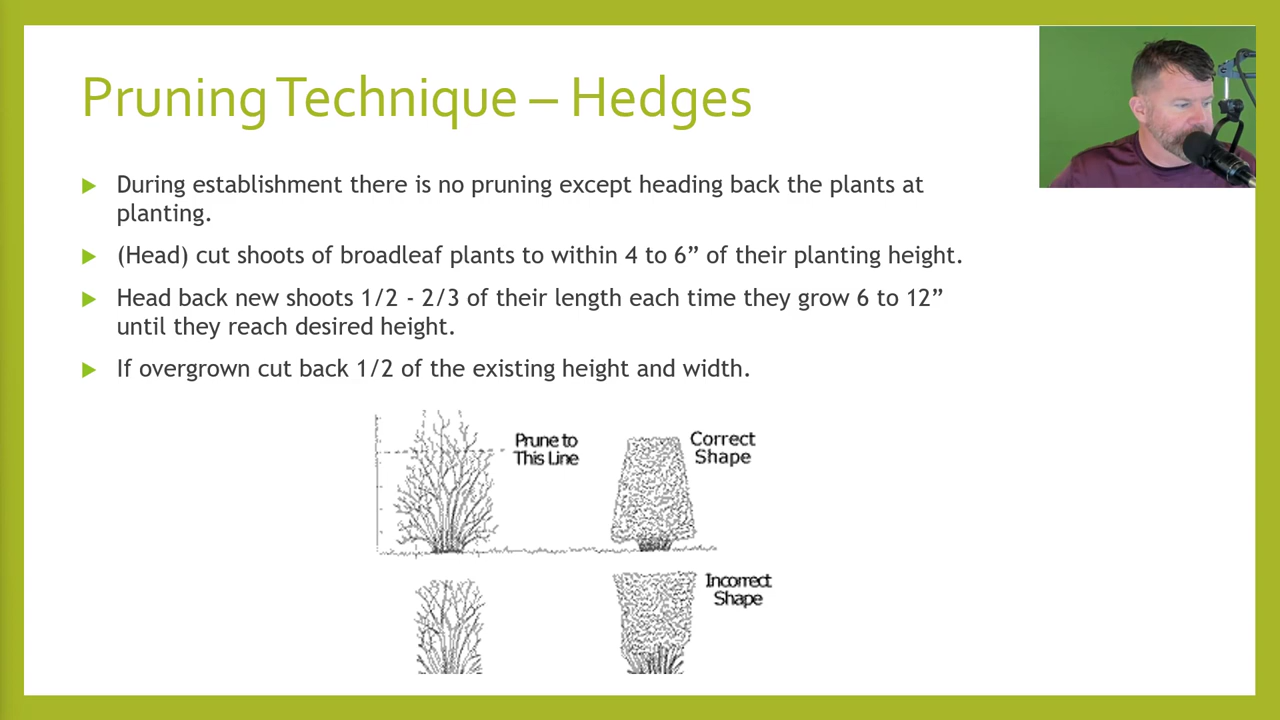 Pruning Technique – Hedges
During establishment there is no pruning except heading back the plants at
planting.
(Head) cut shoots of broadleaf plants to within 4 to 6” of their planting height.
Head back new shoots 1/2 - 2/3 of their length each time they grow 6 to 12”
until they reach desired height.
If overgrown cut back 1/2 of the existing height and width.
Prune to
This Line
Correct
Shape
Incorrect
Shape